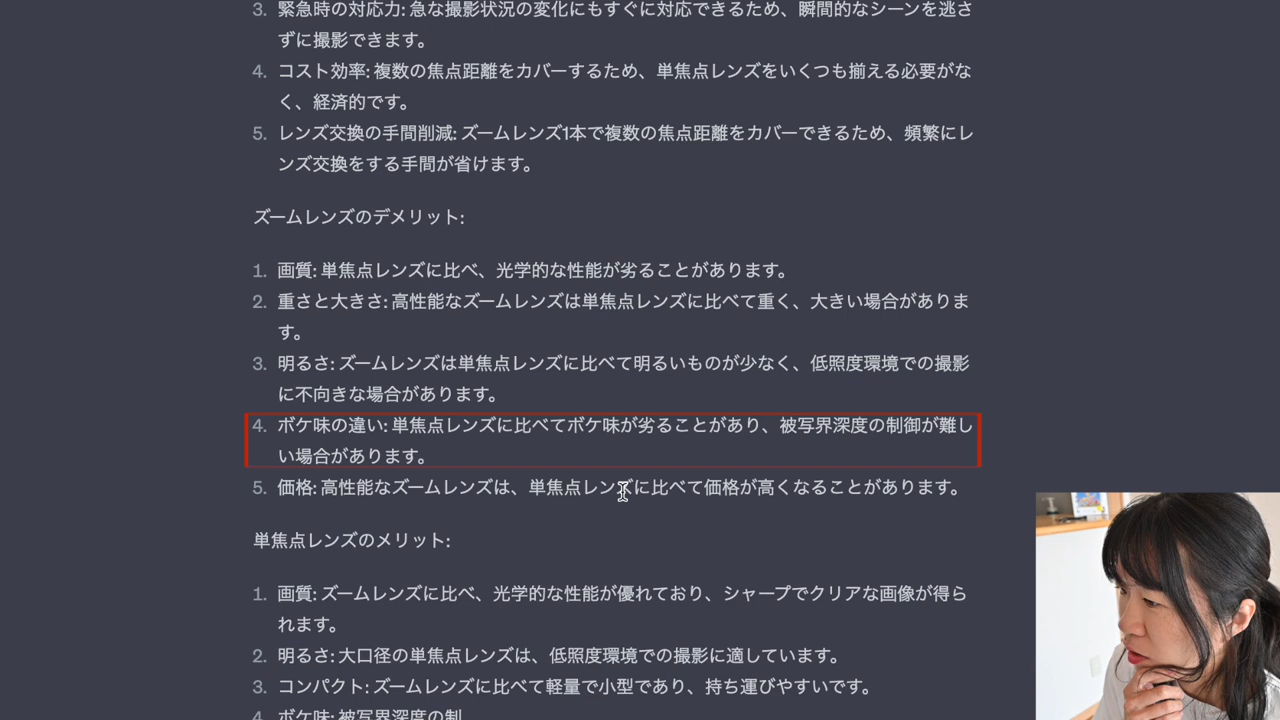 3. 緊急時の対応力: 急な撮影状況の変化にもすぐに対応できるため、瞬間的なシーンを逃さ
ずに撮影できます。
4. コスト効率: 複数の焦点距離をカバーするため、単焦点レンズをいくつも揃える必要がな
く、経済的です。
5. レンズ交換の手間削減: ズームレンズ1本で複数の焦点距離をカバーできるため、頻繁にレ
ンズ交換をする手間が省けます。
ズームレンズのデメリット:
1. 画質: 単焦点レンズに比べ、光学的な性能が劣ることがあります。
2. 重さと大きさ: 高性能なズームレンズは単焦点レンズに比べて重く、大きい場合がありま
す。
3. 明るさ: ズームレンズは単焦点レンズに比べて明るいものが少なく、低照度環境での撮影
に不向きな場合があります。
4. ボケ味の違い: 単焦点レンズに比べてボケ味が劣ることがあり、被写界深度の制御が難し
い場合があります。
5. 価格: 高性能なズームレンズは、単焦点レンズに比べて価格が高くなることがあります。
単焦点レンズのメリット:
1. 画質: ズームレンズに比べ、光学的な性能が優れており、シャープでクリアな画像が得ら
れます。
2. 明るさ: 大口径の単焦点レンズは、低照度環境での撮影に適しています。
3. コンパクト: ズームレンズに比べて軽量で小型であり、持ち運びやすいです。
4. ボケ味: 被写界深度の制